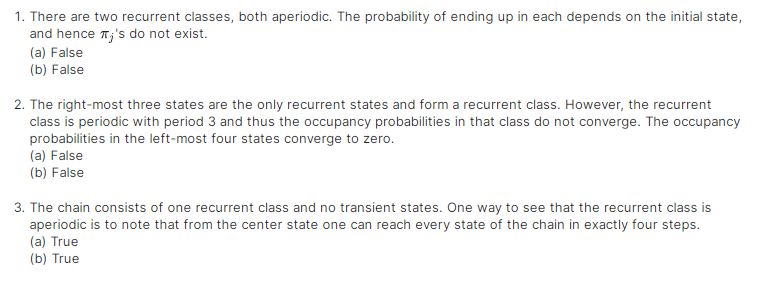 1. There are two recurrent classes, both aperiodic. The probability of ending up in each depends on the initial state,
and hence πⱼ's do not exist.
(a) False
(b) False
2. The right-most three states are the only recurrent states and form a recurrent class. However, the recurrent
class is periodic with period 3 and thus the occupancy probabilities in that class do not converge. The occupancy
probabilities in the left-most four states converge to zero.
(a) False
(b) False
3. The chain consists of one recurrent class and no transient states. One way to see that the recurrent class is
aperiodic is to note that from the center state one can reach every state of the chain in exactly four steps.
(a) True
(b) True